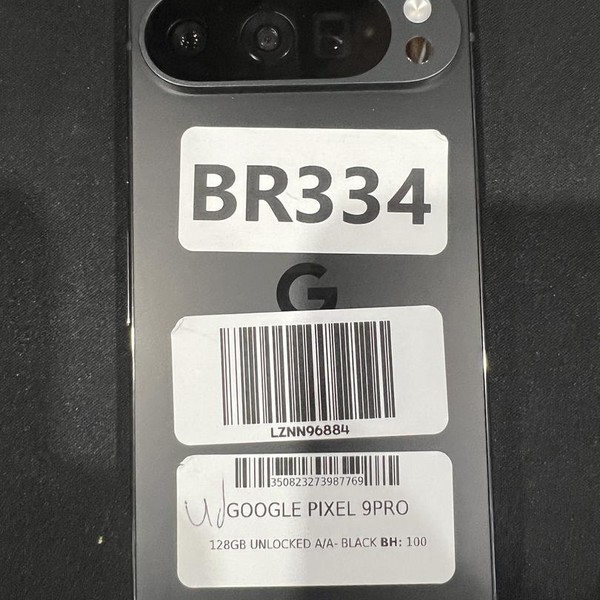 BR334
G
LZNN96884
350823273987769
GOOGLE PIXEL 9PRO
128GB UNLOCKED A/A- BLACK BH: 100